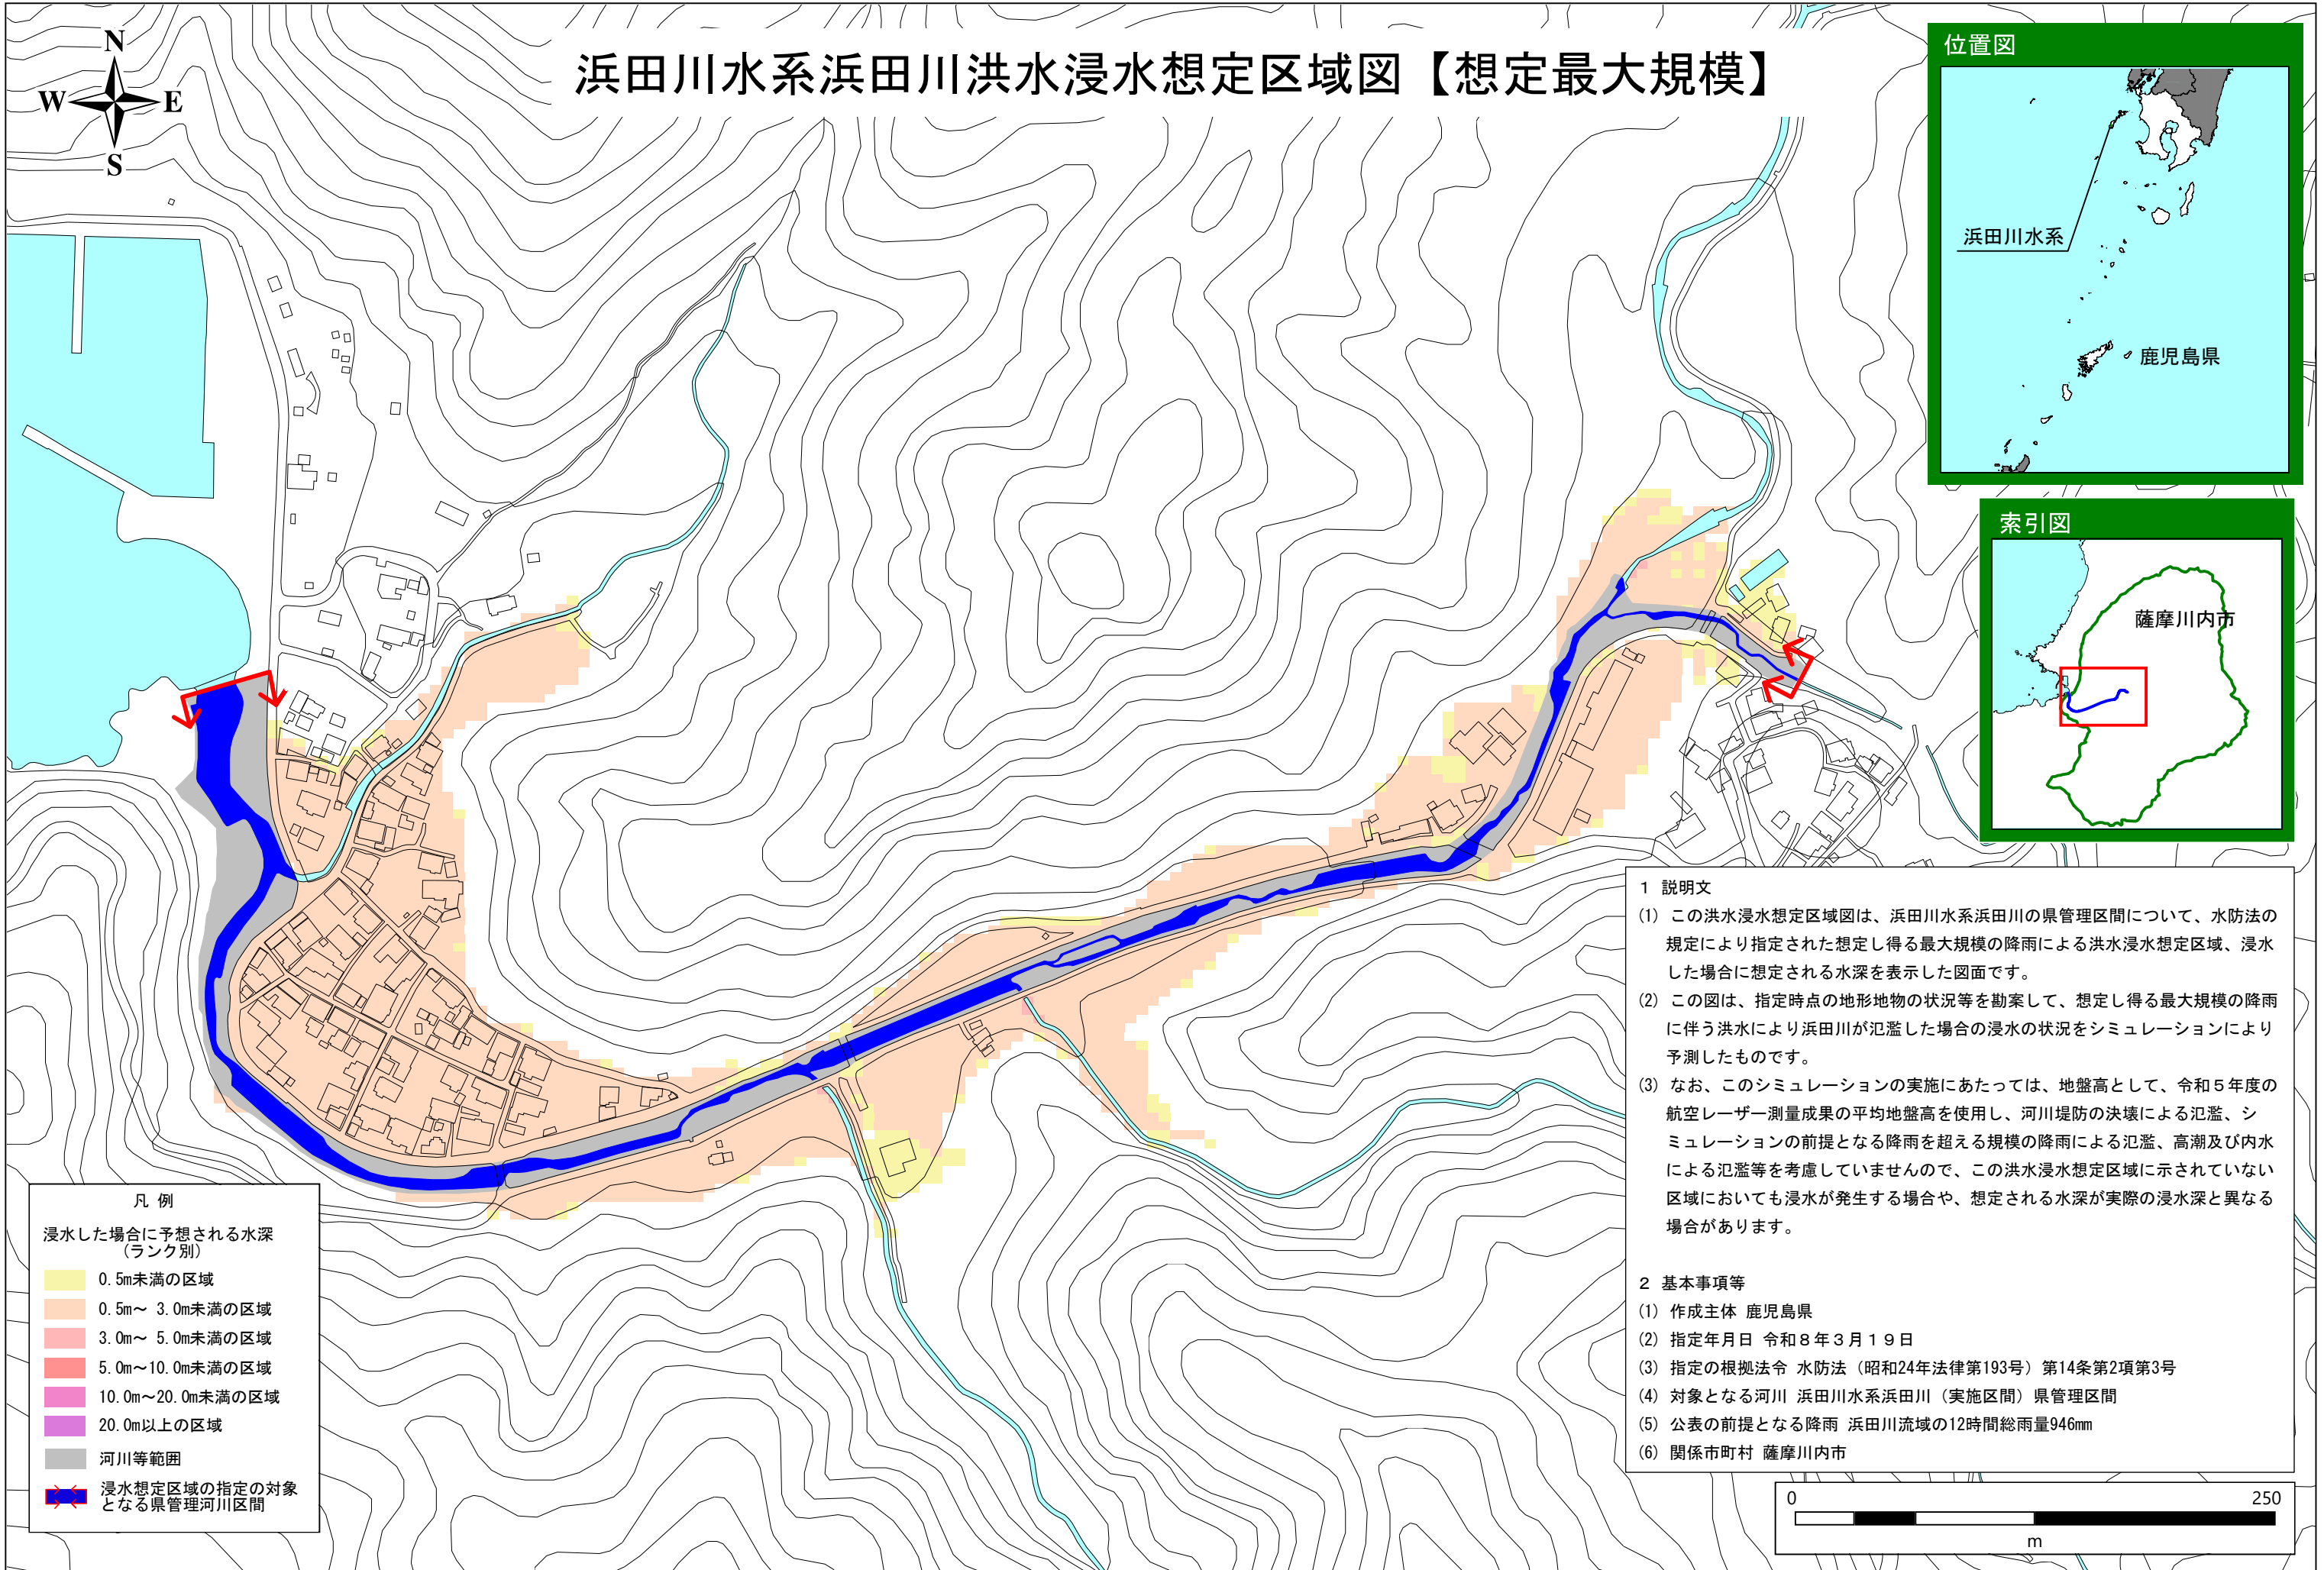 浜田川水系浜田川洪水浸水想定区域図【想定最大規模】
N
W
E
S
位置図
浜田川水系
鹿児島県
索引図
薩摩川内市
1 説明文
(1) この洪水浸水想定区域図は、浜田川水系浜田川の県管理区間について、水防法の
規定により指定された想定し得る最大規模の降雨による洪水浸水想定区域、浸水
した場合に想定される水深を表示した図面です。
(2) この図は、指定時点の地形地物の状況等を勘案して、想定し得る最大規模の降雨
に伴う洪水により浜田川が氾濫した場合の浸水の状況をシミュレーションにより
予測したものです。
(3) なお、このシミュレーションの実施にあたっては、地盤高として、令和５年度の
航空レーザー測量成果の平均地盤高を使用し、河川堤防の決壊による氾濫、シ
ミュレーションの前提となる降雨を超える規模の降雨による氾濫、高潮及び内水
による氾濫等を考慮していませんので、この洪水浸水想定区域に示されていない
区域においても浸水が発生する場合や、想定される水深が実際の浸水深と異なる
場合があります。
2 基本事項等
(1) 作成主体 鹿児島県
(2) 指定年月日 令和８年３月１９日
(3) 指定の根拠法令 水防法（昭和24年法律第193号）第14条第2項第3号
(4) 対象となる河川 浜田川水系浜田川（実施区間）県管理区間
(5) 公表の前提となる降雨 浜田川流域の12時間総雨量946mm
(6) 関係市町村 薩摩川内市
凡 例
浸水した場合に予想される水深
(ランク別)
0.5m未満の区域
0.5m～ 3.0m未満の区域
3.0m～ 5.0m未満の区域
5.0m～10.0m未満の区域
10.0m～20.0m未満の区域
20.0m以上の区域
河川等範囲
浸水想定区域の指定の対象
となる県管理河川区間
0 250
m